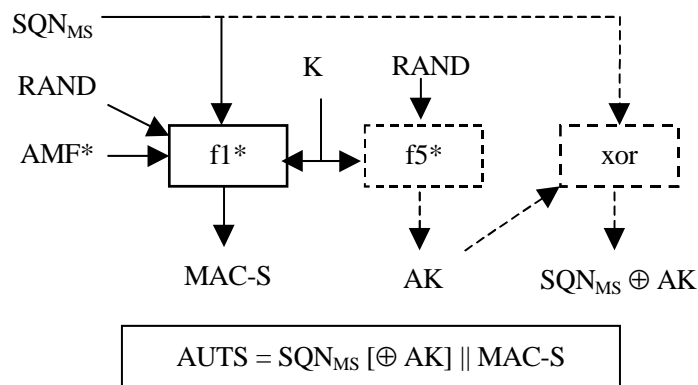 SQN_MS
K
RAND
RAND
AMF*
f1*
f5*
xor
MAC-S
AK
SQN_MS ⊕ AK
AUTS = SQN_MS [⊕ AK] || MAC-S